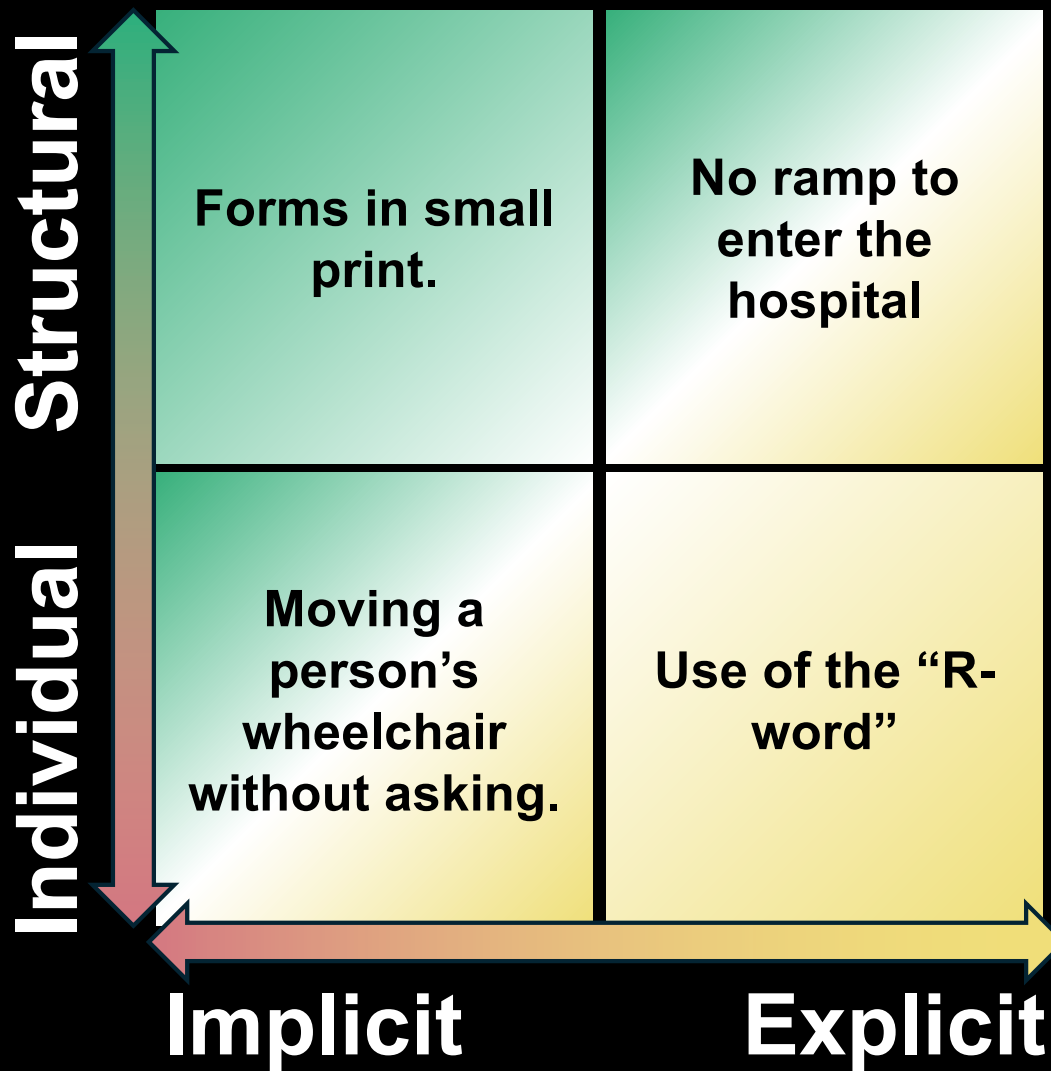 Structural
Forms in small
print.
No ramp to
enter the
hospital
Individual
Moving a
person’s
wheelchair
without asking.
Use of the “R-
word”
Implicit
Explicit